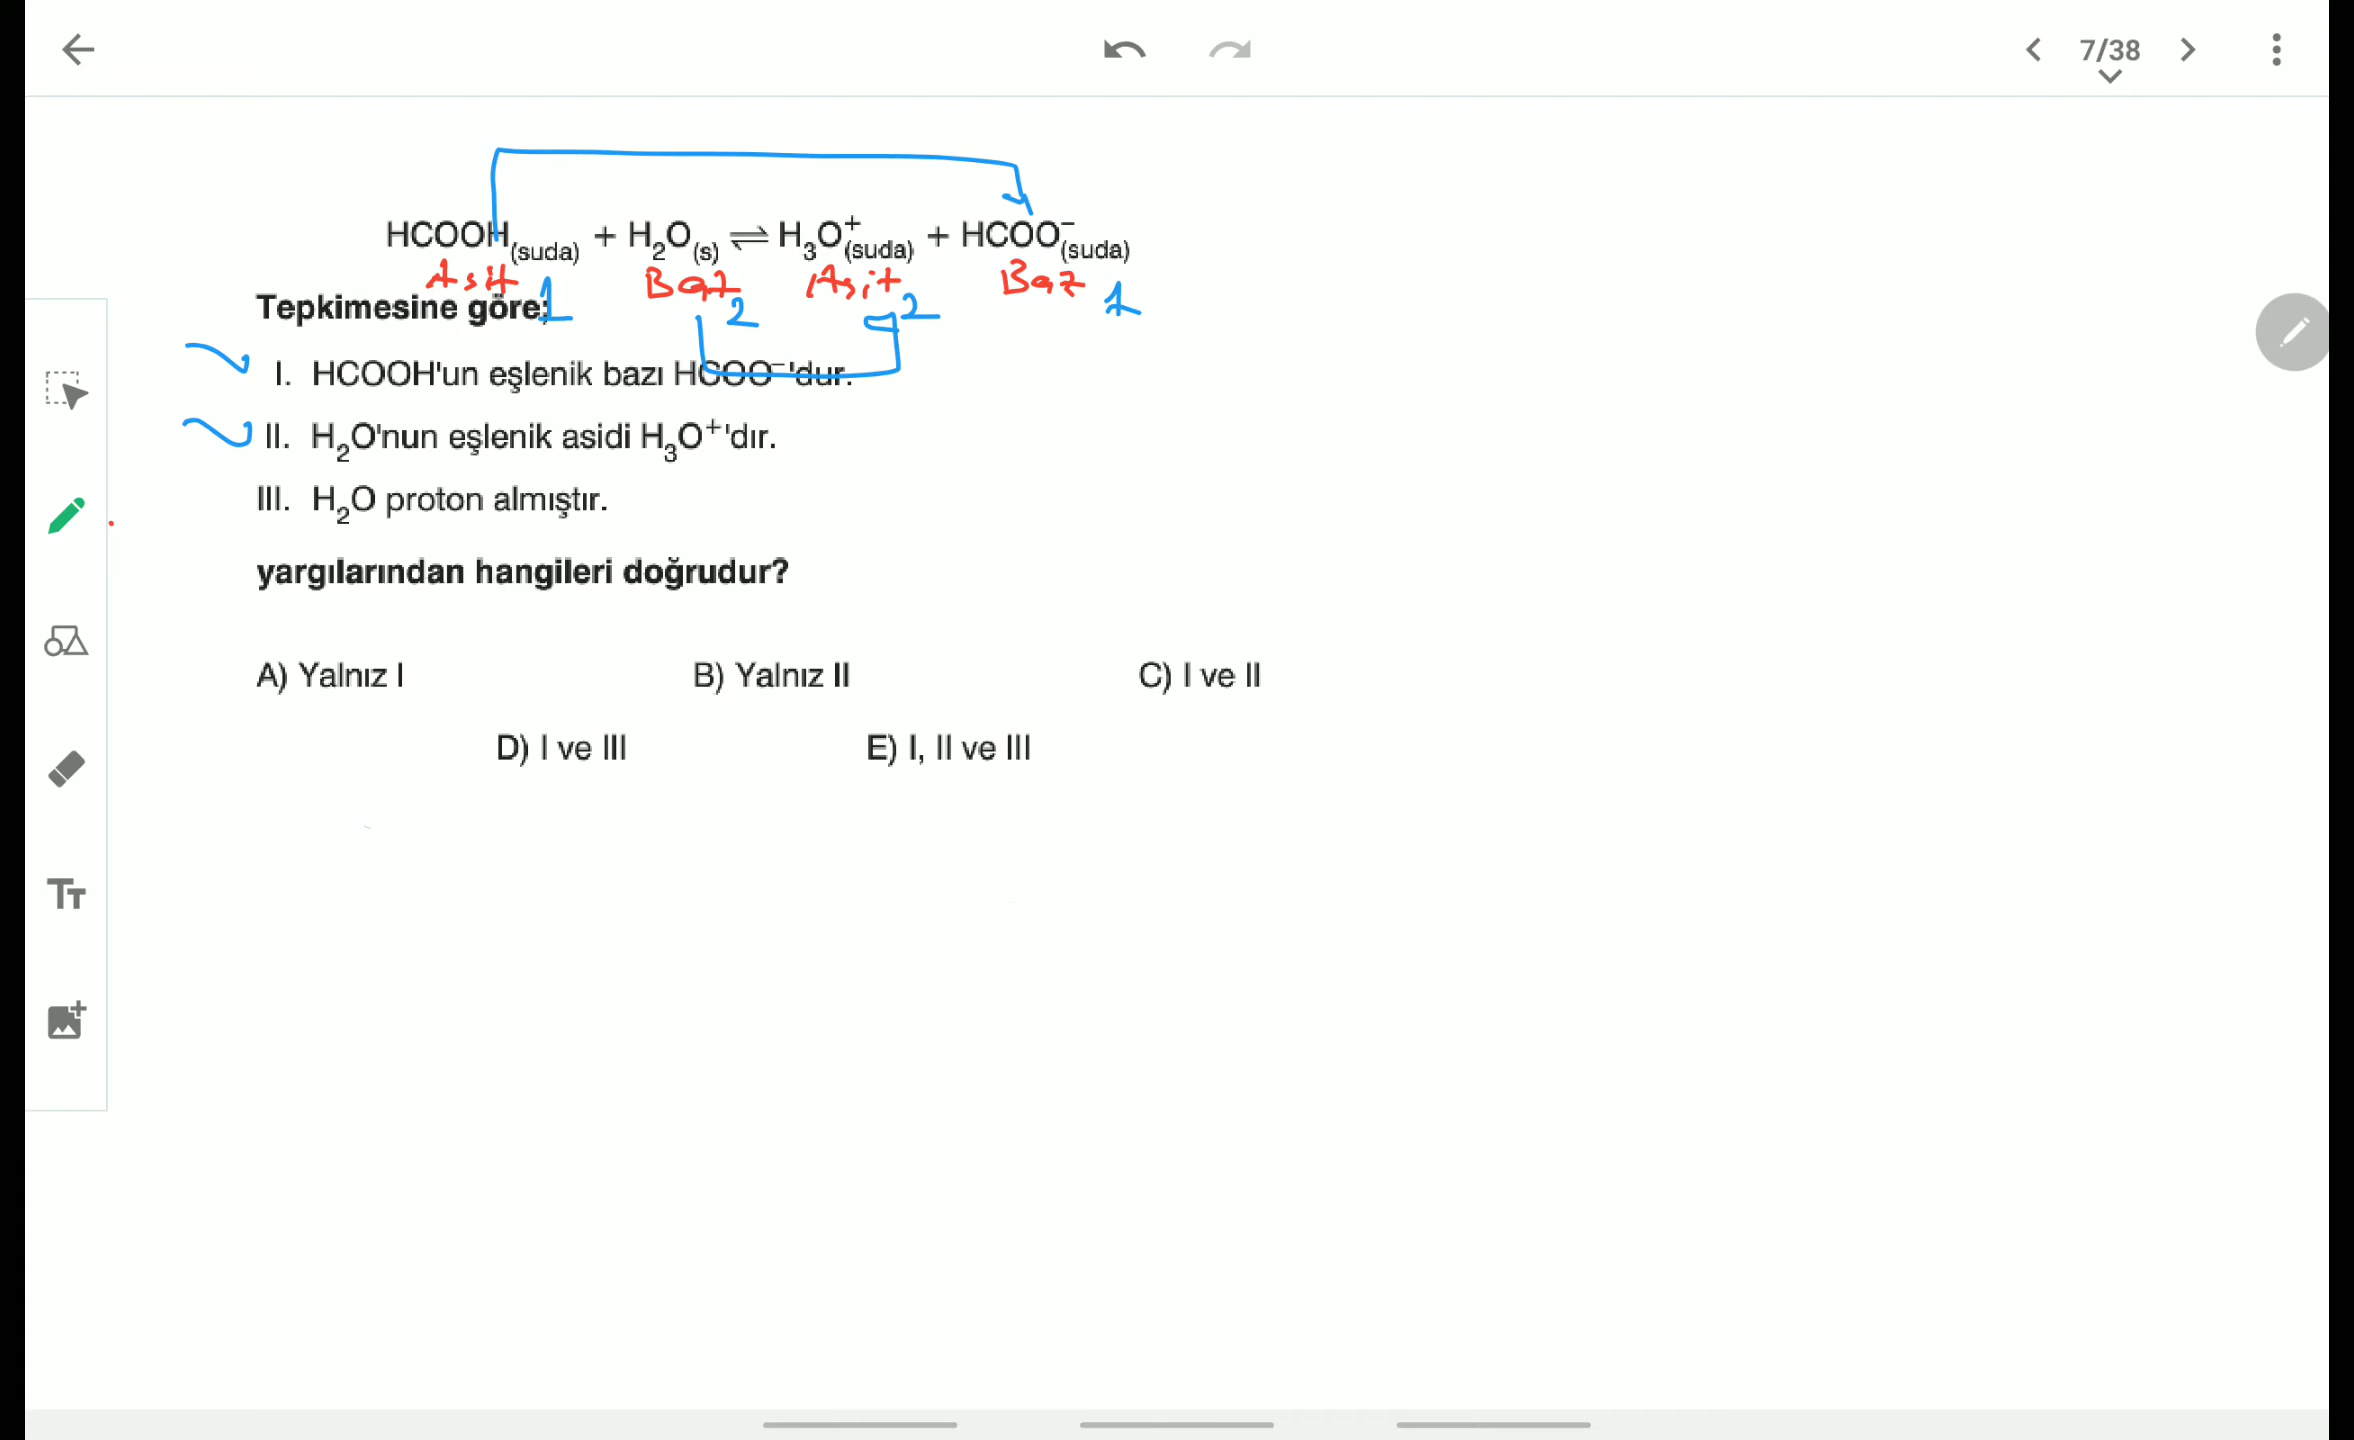 7/38
HCOOH(suda) + H₂O(s) ⇌ H₃O⁺(suda) + HCOO⁻(suda)
Asit 1 Baz 2 Asit 2 Baz 1
Tepkimesine göre;
I. HCOOH'un eşlenik bazı HCOO⁻'dur.
II. H₂O'nun eşlenik asidi H₃O⁺'dır.
III. H₂O proton almıştır.
yargılarından hangileri doğrudur?
A) Yalnız I B) Yalnız II C) I ve II
D) I ve III E) I, II ve III
TT